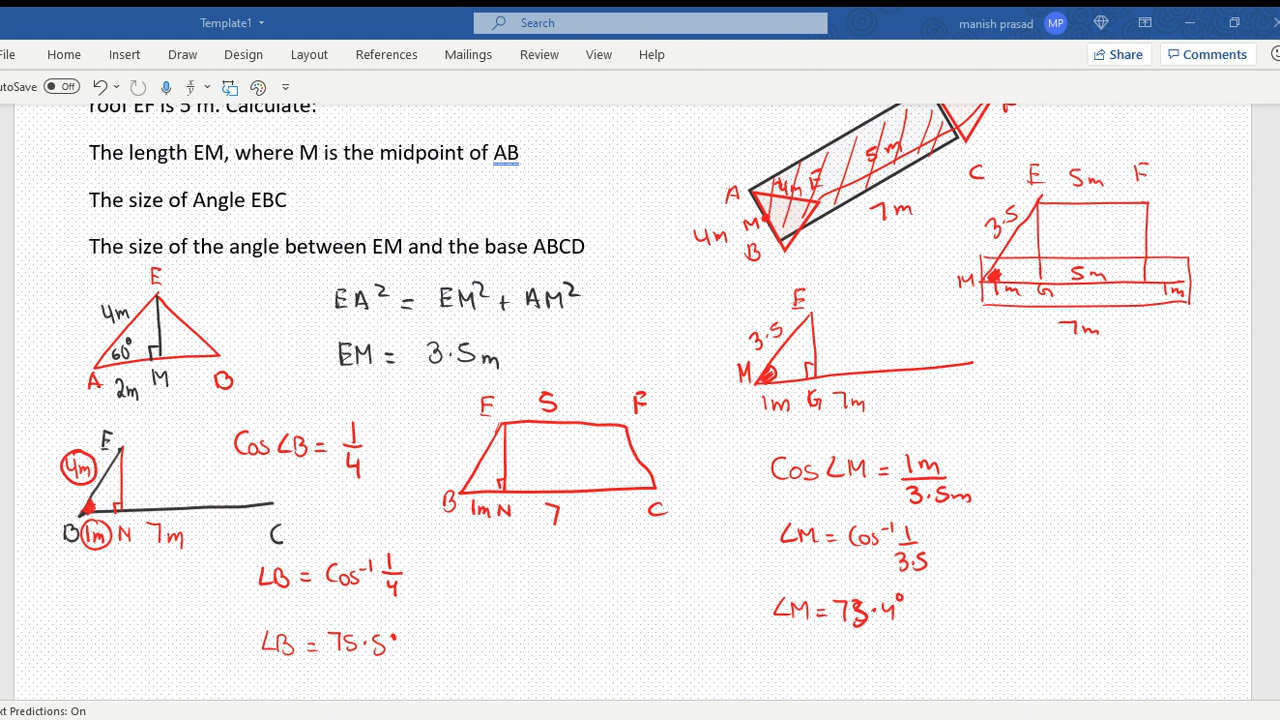 Template1
Search
manish prasad MP
File Home Insert Draw Design Layout References Mailings Review View Help
Share Comments
AutoSave Off
roof EF is 5 m. Calculate:
The length EM, where M is the midpoint of AB
The size of Angle EBC
The size of the angle between EM and the base ABCD
A 4m E 5m
M
4m B 7m C
E 5m F
3.5
M 1m G 5m 1m
7m
E
4m
60°
A 2m M B
EA² = EM² + AM²
EM = 3.5m
E
3.5
M
1m G 7m
E
4m
B 1m N 7m C
Cos∠B = 1/4
E 5 F
B 1m N 7 C
∠B = Cos⁻¹ 1/4
∠B = 75.5°
Cos∠M = 1m/3.5m
∠M = Cos⁻¹ 1/3.5
∠M = 73.4°
Text Predictions: On